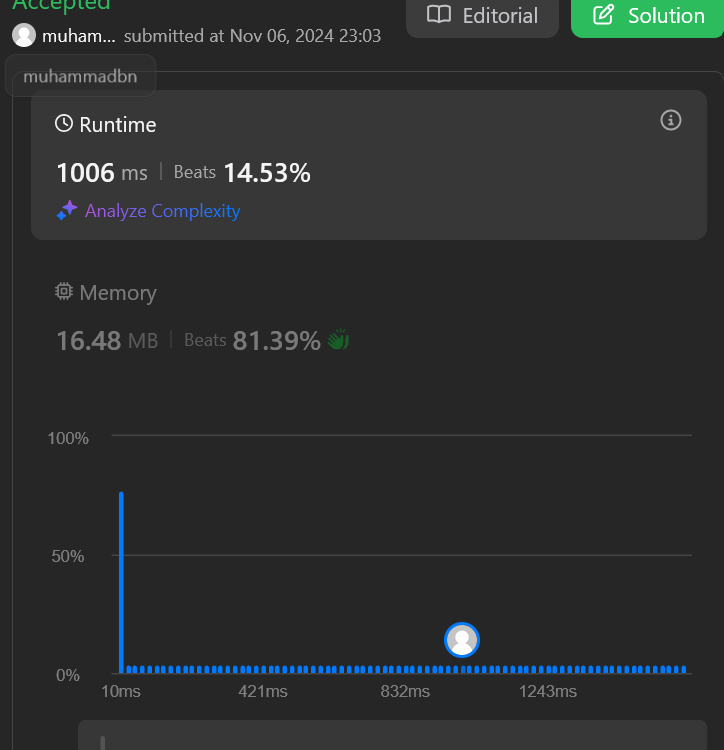 Accepted
muham... submitted at Nov 06, 2024 23:03
Editorial
Solution
muhammadbn
Runtime
1006 ms | Beats 14.53%
Analyze Complexity
Memory
16.48 MB | Beats 81.39%
100%
50%
0%
10ms 421ms 832ms 1243ms